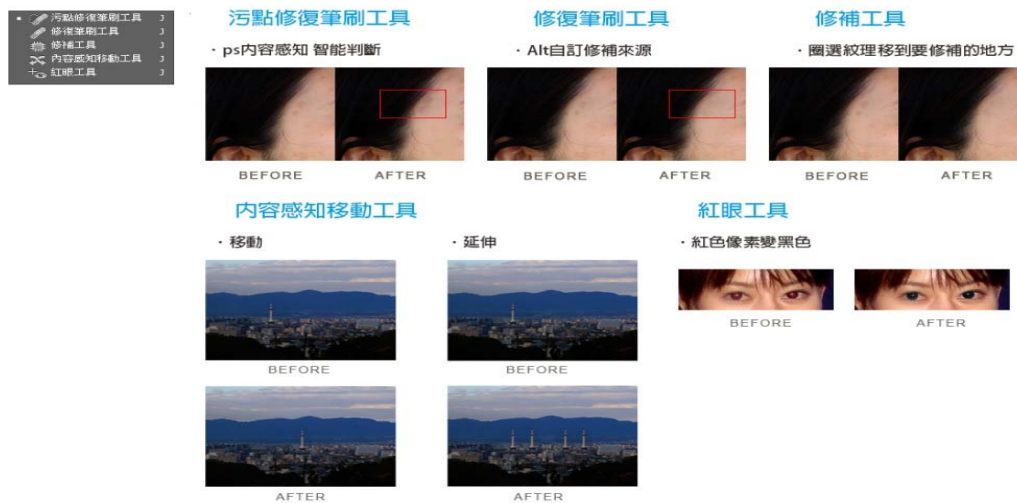 污點修復筆刷工具 J
修復筆刷工具 J
修補工具 J
內容感知移動工具 J
紅眼工具 J
污點修復筆刷工具
・ps內容感知 智能判斷
BEFORE AFTER
修復筆刷工具
・Alt自訂修補來源
BEFORE AFTER
修補工具
・圈選紋理移到要修補的地方
BEFORE AFTER
內容感知移動工具
・移動
BEFORE
AFTER
・延伸
BEFORE
AFTER
紅眼工具
・紅色像素變黑色
BEFORE AFTER